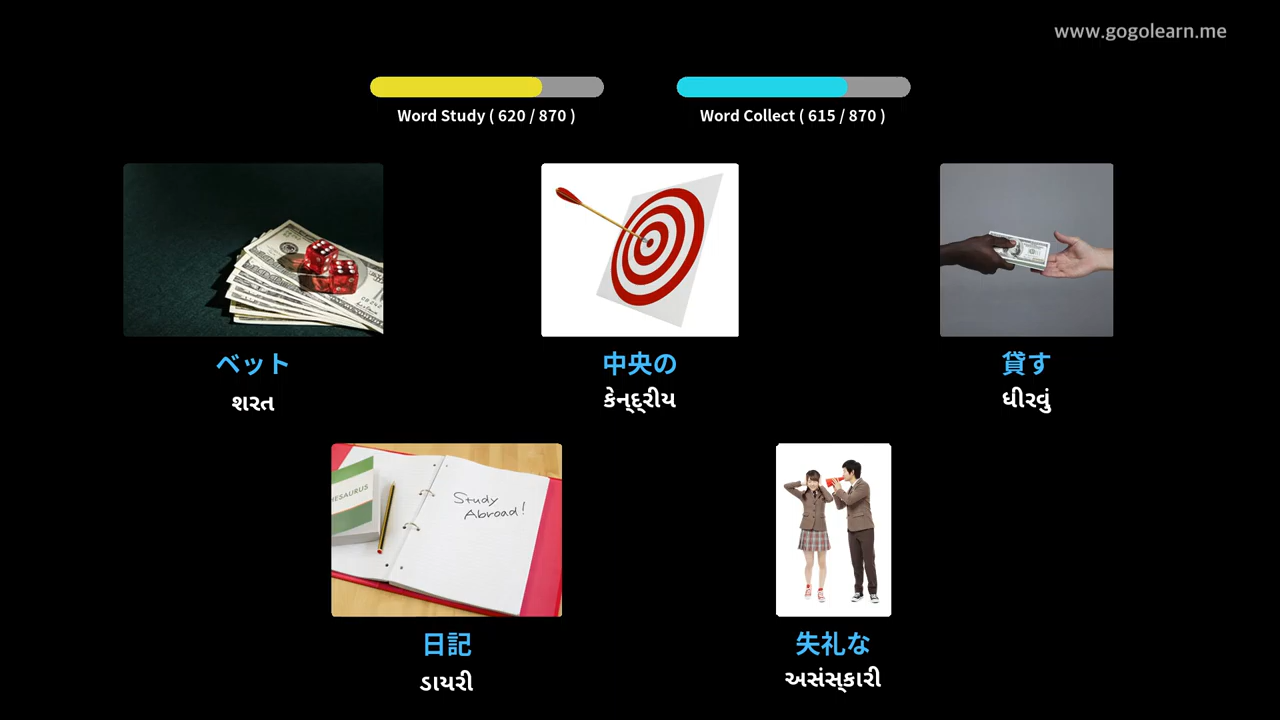 www.gogolearn.me
Word Study ( 620 / 870 )
Word Collect ( 615 / 870 )
ベット
શરત
中央の
કેન્દ્રીય
貸す
ધીરવું
HESAURUS
Study
Abroad!
日記
ડાયરી
失礼な
અસંસ્કારી